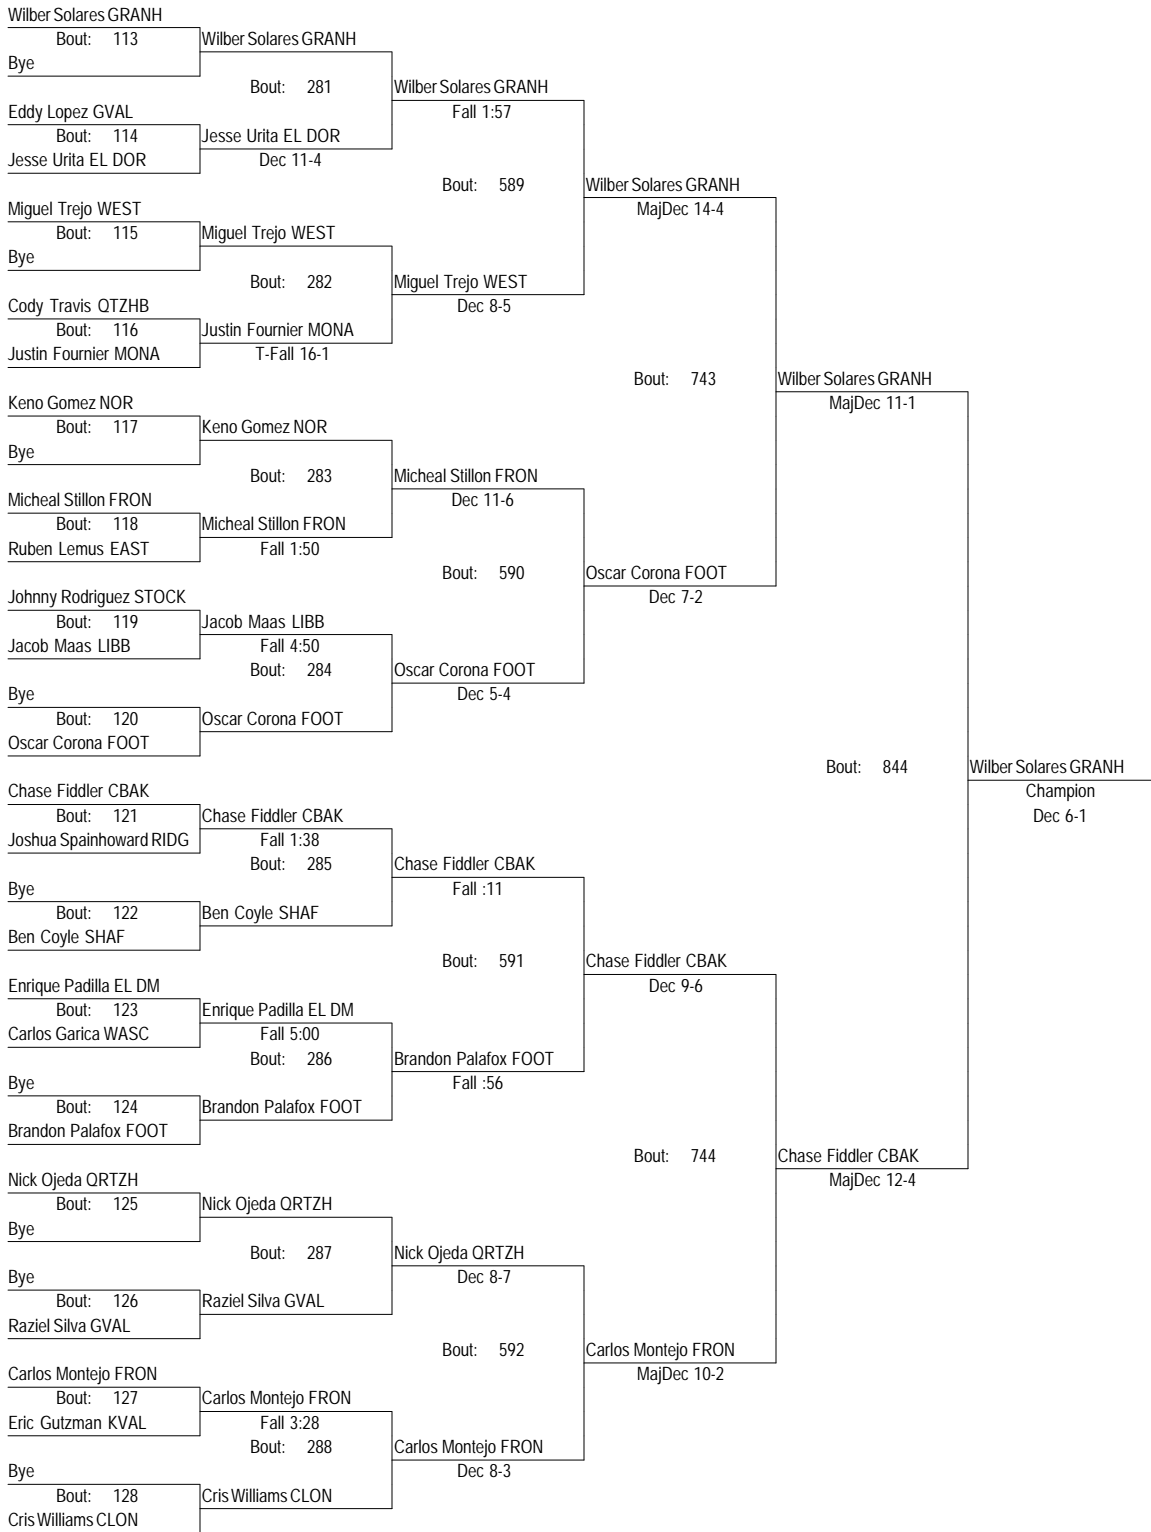 Wilber Solares GRANH
Bout: 113
Wilber Solares GRANH
Bye
Bout: 281
Wilber Solares GRANH
Eddy Lopez GVAL
Fall 1:57
Bout: 114
Jesse Urita EL DOR
Jesse Urita EL DOR
Dec 11-4
Bout: 589
Wilber Solares GRANH
Miguel Trejo WEST
MajDec 14-4
Bout: 115
Miguel Trejo WEST
Bye
Bout: 282
Miguel Trejo WEST
Cody Travis QTZHB
Dec 8-5
Bout: 116
Justin Fournier MONA
Justin Fournier MONA
T-Fall 16-1
Bout: 743
Wilber Solares GRANH
Keno Gomez NOR
MajDec 11-1
Bout: 117
Keno Gomez NOR
Bye
Bout: 283
Micheal Stillon FRON
Micheal Stillon FRON
Dec 11-6
Bout: 118
Micheal Stillon FRON
Ruben Lemus EAST
Fall 1:50
Bout: 590
Oscar Corona FOOT
Johnny Rodriguez STOCK
Dec 7-2
Bout: 119
Jacob Maas LIBB
Jacob Maas LIBB
Fall 4:50
Bout: 284
Oscar Corona FOOT
Bye
Dec 5-4
Bout: 120
Oscar Corona FOOT
Oscar Corona FOOT
Bout: 844
Wilber Solares GRANH
Chase Fiddler CBAK
Champion
Bout: 121
Chase Fiddler CBAK
Dec 6-1
Joshua Spainhoward RIDG
Fall 1:38
Bout: 285
Chase Fiddler CBAK
Bye
Fall :11
Bout: 122
Ben Coyle SHAF
Ben Coyle SHAF
Bout: 591
Chase Fiddler CBAK
Enrique Padilla EL DM
Dec 9-6
Bout: 123
Enrique Padilla EL DM
Carlos Garica WASC
Fall 5:00
Bout: 286
Brandon Palafox FOOT
Bye
Fall :56
Bout: 124
Brandon Palafox FOOT
Brandon Palafox FOOT
Bout: 744
Chase Fiddler CBAK
Nick Ojeda QRTZH
MajDec 12-4
Bout: 125
Nick Ojeda QRTZH
Bye
Bout: 287
Nick Ojeda QRTZH
Bye
Dec 8-7
Bout: 126
Raziel Silva GVAL
Raziel Silva GVAL
Bout: 592
Carlos Montejo FRON
Carlos Montejo FRON
MajDec 10-2
Bout: 127
Carlos Montejo FRON
Eric Gutzman KVAL
Fall 3:28
Bout: 288
Carlos Montejo FRON
Bye
Dec 8-3
Bout: 128
Cris Williams CLON
Cris Williams CLON